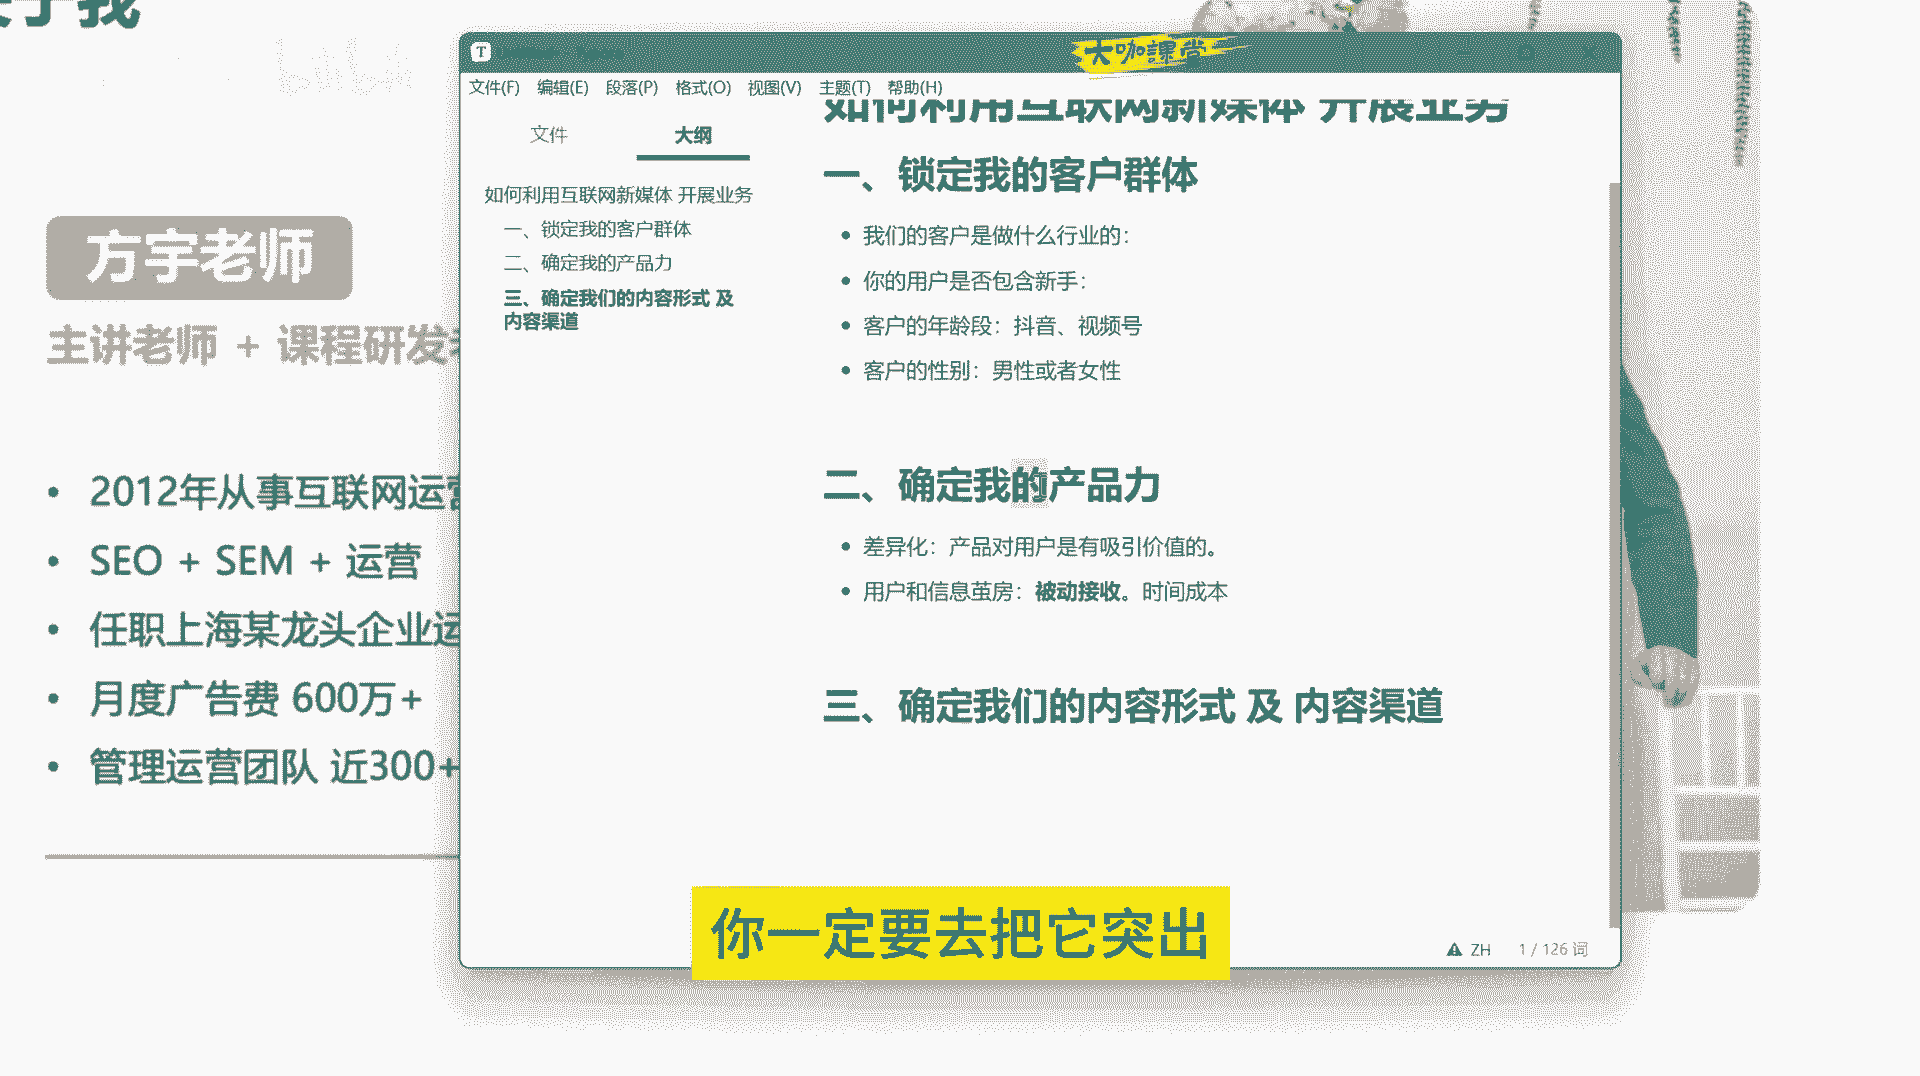 方宇老师
主讲老师 + 课程研发
• 2012年从事互联网运营
• SEO + SEM + 运营
• 任职上海某龙头企业运
• 月度广告费 600万+
• 管理运营团队 近300+
T
大咖課堂
文件(F) 编辑(E) 段落(P) 格式(O) 视图(V) 主题(T) 帮助(H)
文件 大纲
如何利用互联网新媒体 开展业务
一、锁定我的客户群体
二、确定我的产品力
三、确定我们的内容形式 及
内容渠道
如何利用互联网新媒体 开展业务
一、锁定我的客户群体
• 我们的客户是做什么行业的：
• 你的用户是否包含新手：
• 客户的年龄段：抖音、视频号
• 客户的性别：男性或者女性
二、确定我的产品力
• 差异化：产品对用户是有吸引价值的。
• 用户和信息茧房：被动接收。时间成本
三、确定我们的内容形式 及 内容渠道
ZH 1 / 126 词
你一定要去把它突出